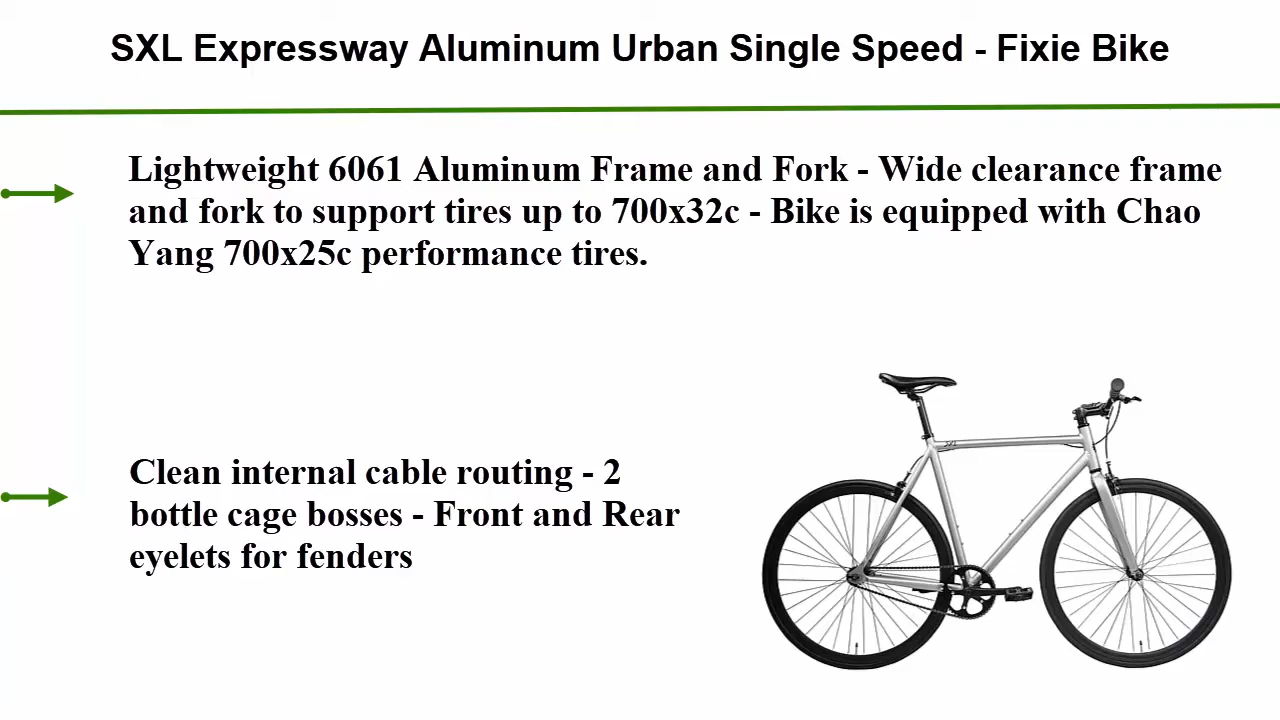 SXL Expressway Aluminum Urban Single Speed - Fixie Bike
Lightweight 6061 Aluminum Frame and Fork - Wide clearance frame
and fork to support tires up to 700x32c - Bike is equipped with Chao
Yang 700x25c performance tires.
SXL
Clean internal cable routing - 2
bottle cage bosses - Front and Rear
eyelets for fenders